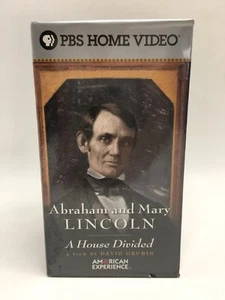 PBS HOME VIDEO®
Abraham and Mary
LINCOLN
A House Divided
A FILM BY DAVID GRUBIN
AMERICAN
EXPERIENCE